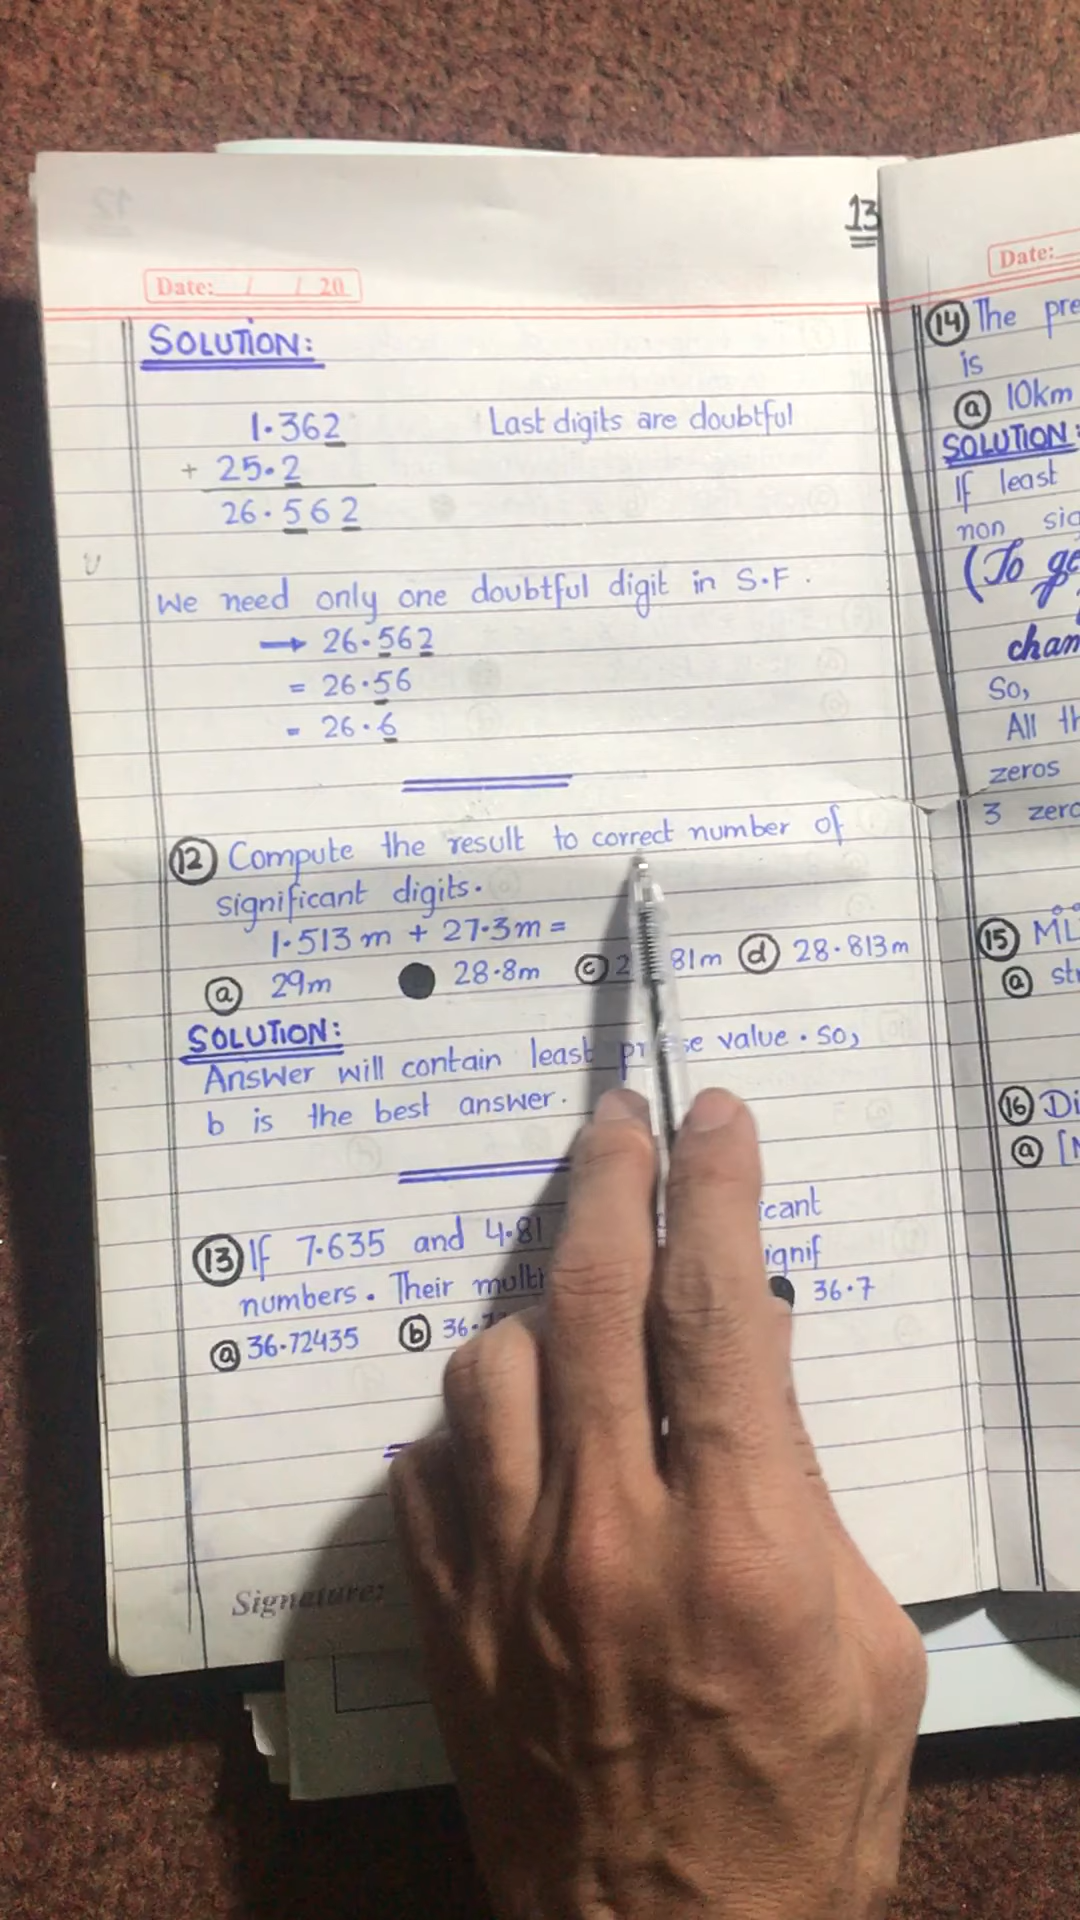 13
Date: / / 20
SOLUTION:
1.362 Last digits are doubtful
+ 25.2
26.562
We need only one doubtful digit in S.F.
→ 26.562
= 26.56
= 26.6
12 Compute the result to correct number of
significant digits.
1.513m + 27.3m =
a 29m 28.8m c 2 81m d 28.813m
SOLUTION:
Answer will contain least value. so,
b is the best answer.
13 If 7.635 and 4.81
numbers. Their
a 36.72435 b 36.7
Signature:
Date:
14 The
is
a 10km
SOLUTION:
If least
non
(To
So,
All
zeros
3
15
a
16
a